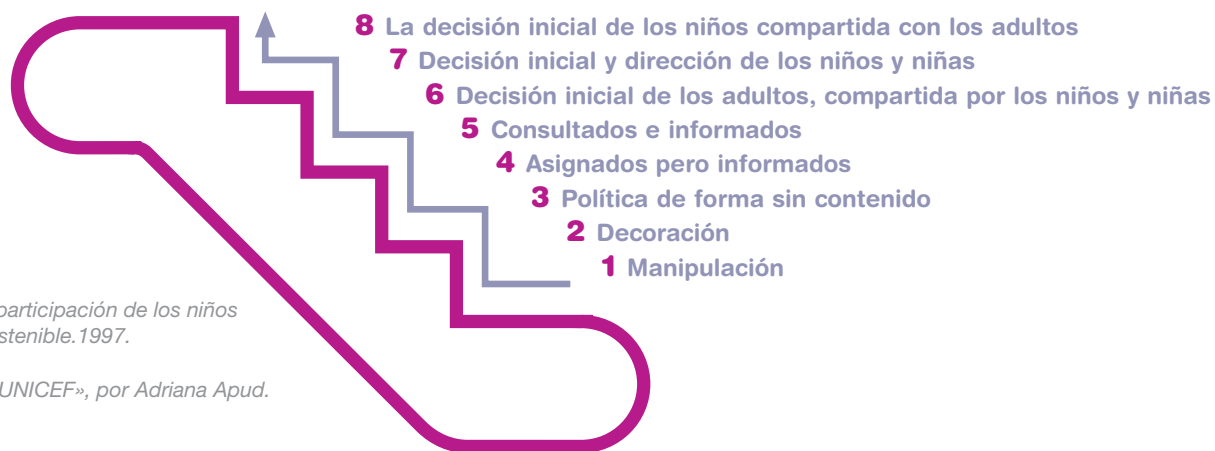 8 La decisión inicial de los niños compartida con los adultos
7 Decisión inicial y dirección de los niños y niñas
6 Decisión inicial de los adultos, compartida por los niños y niñas
5 Consultados e informados
4 Asignados pero informados
3 Política de forma sin contenido
2 Decoración
1 Manipulación
participación de los niños
stenible.1997.
UNICEF», por Adriana Apud.